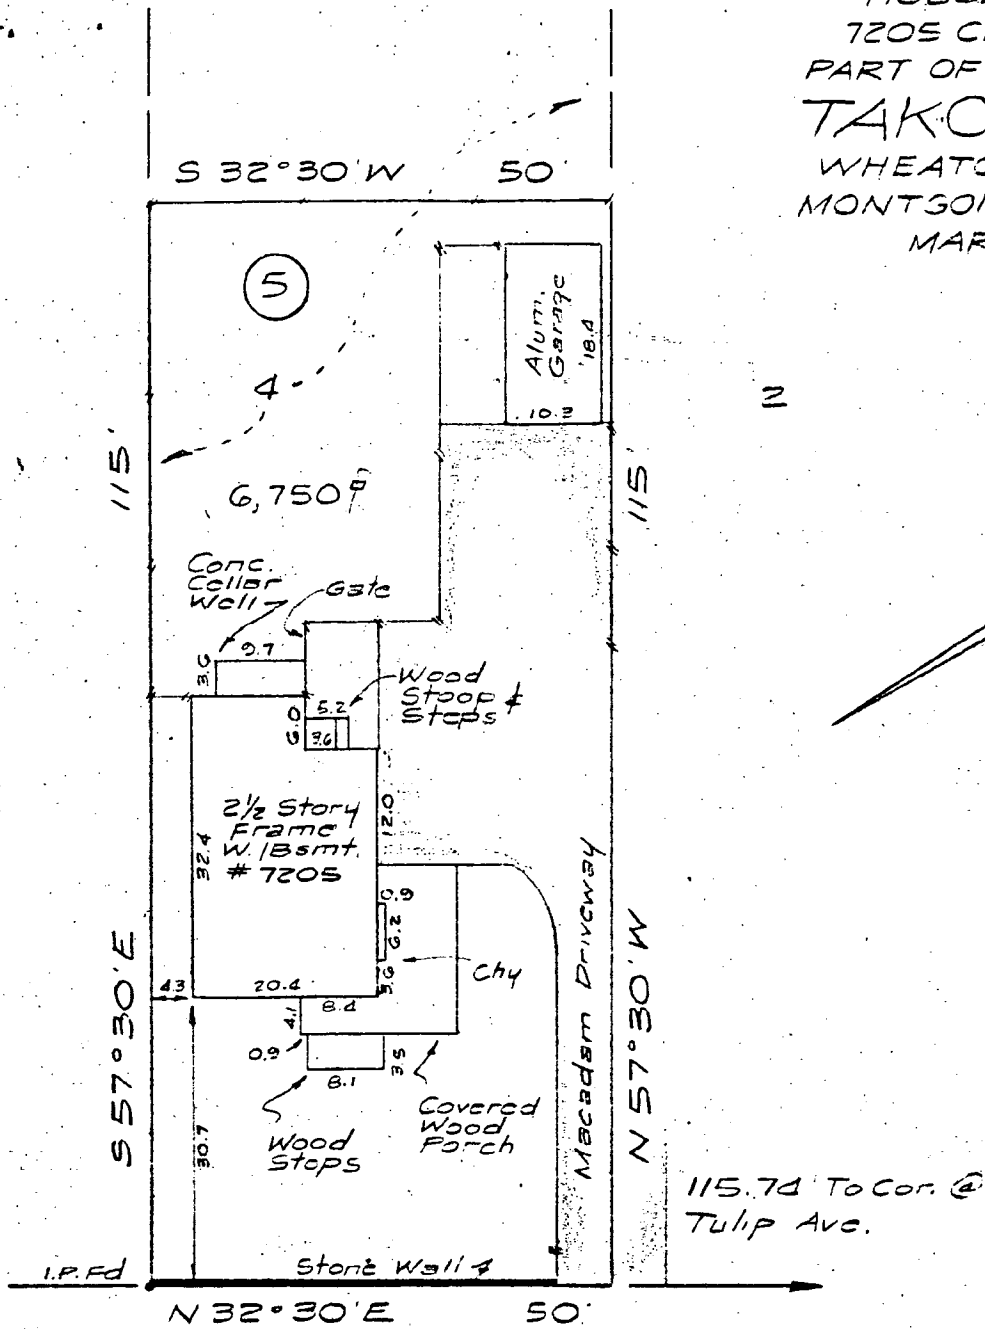 7205
PART OF
TAKO
WHEATO
MONTGOM
MAR
S 32°30'W 50'
5
Alum.
Garage
18.4
10.2
4
2
115'
115'
6,750
Conc.
Cellar
Well
Gate
9.7
3.6
Wood
Stoop &
Steps
5.2
6.0
3.6
2½ Story
Frame
W./Bsmt.
# 7205
12.0
32.4
0.9
6.2
3.6
Chy
4.3
20.4
8.4
4.1
0.9
3.5
8.1
Covered
Wood
Porch
Wood
Steps
30.7
Macadam Driveway
S 57°30'E
N 57°30'W
115.74' To Cor. @
Tulip Ave.
I.P. Fd
Stone Wall
N 32°30'E 50'